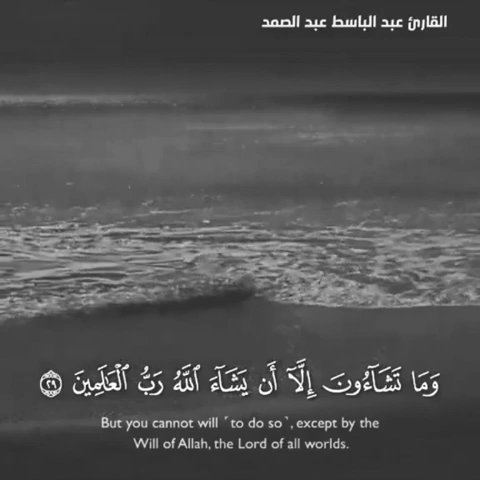 القارئ عبد الباسط عبد الصمد
وَمَا تَشَآءُونَ إِلَّآ أَن يَشَآءَ ٱللَّهُ رَبُّ ٱلْعَـٰلَمِينَ ٢٩
But you cannot will ˹to do so˺, except by the
Will of Allah, the Lord of all worlds.